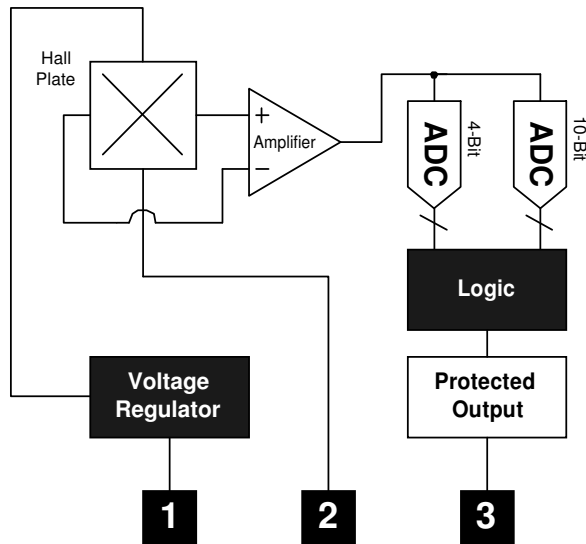 Hall
Plate
+
Amplifier
−
ADC
4-Bit
ADC
10-Bit
Logic
Voltage
Regulator
Protected
Output
1
2
3